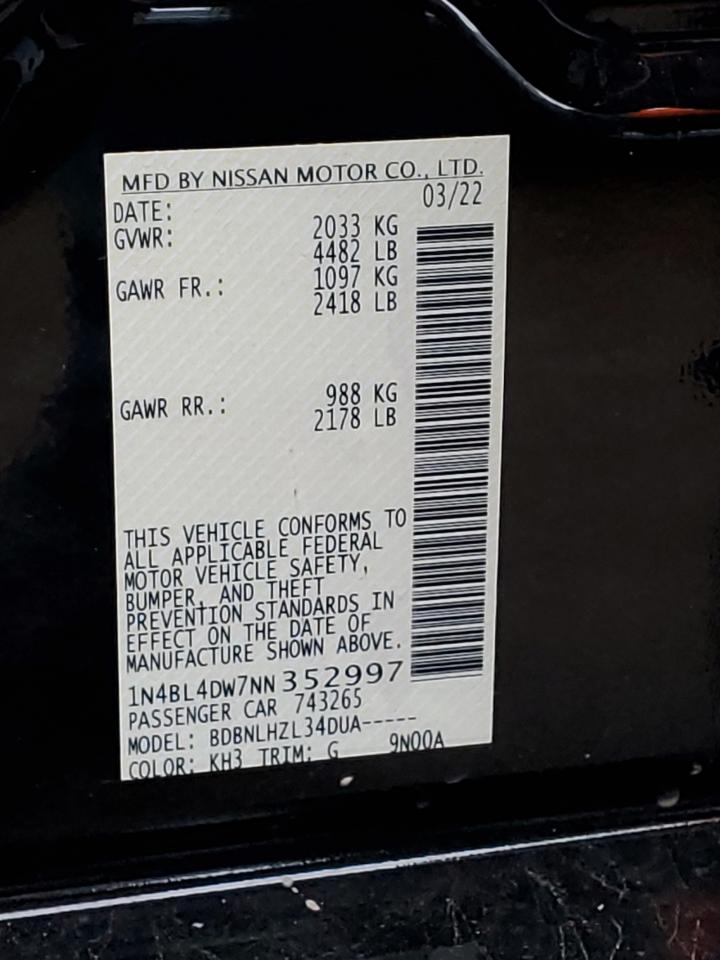 MFD BY NISSAN MOTOR CO., LTD.
DATE: 03/22
GVWR: 2033 KG
4482 LB
GAWR FR.: 1097 KG
2418 LB
GAWR RR.: 988 KG
2178 LB
THIS VEHICLE CONFORMS TO
ALL APPLICABLE FEDERAL
MOTOR VEHICLE SAFETY,
BUMPER, AND THEFT
PREVENTION STANDARDS IN
EFFECT ON THE DATE OF
MANUFACTURE SHOWN ABOVE.
1N4BL4DW7NN352997
PASSENGER CAR 743265
MODEL: BDBNLHZL34DUA-----
COLOR: KH3 TRIM: G 9N00A